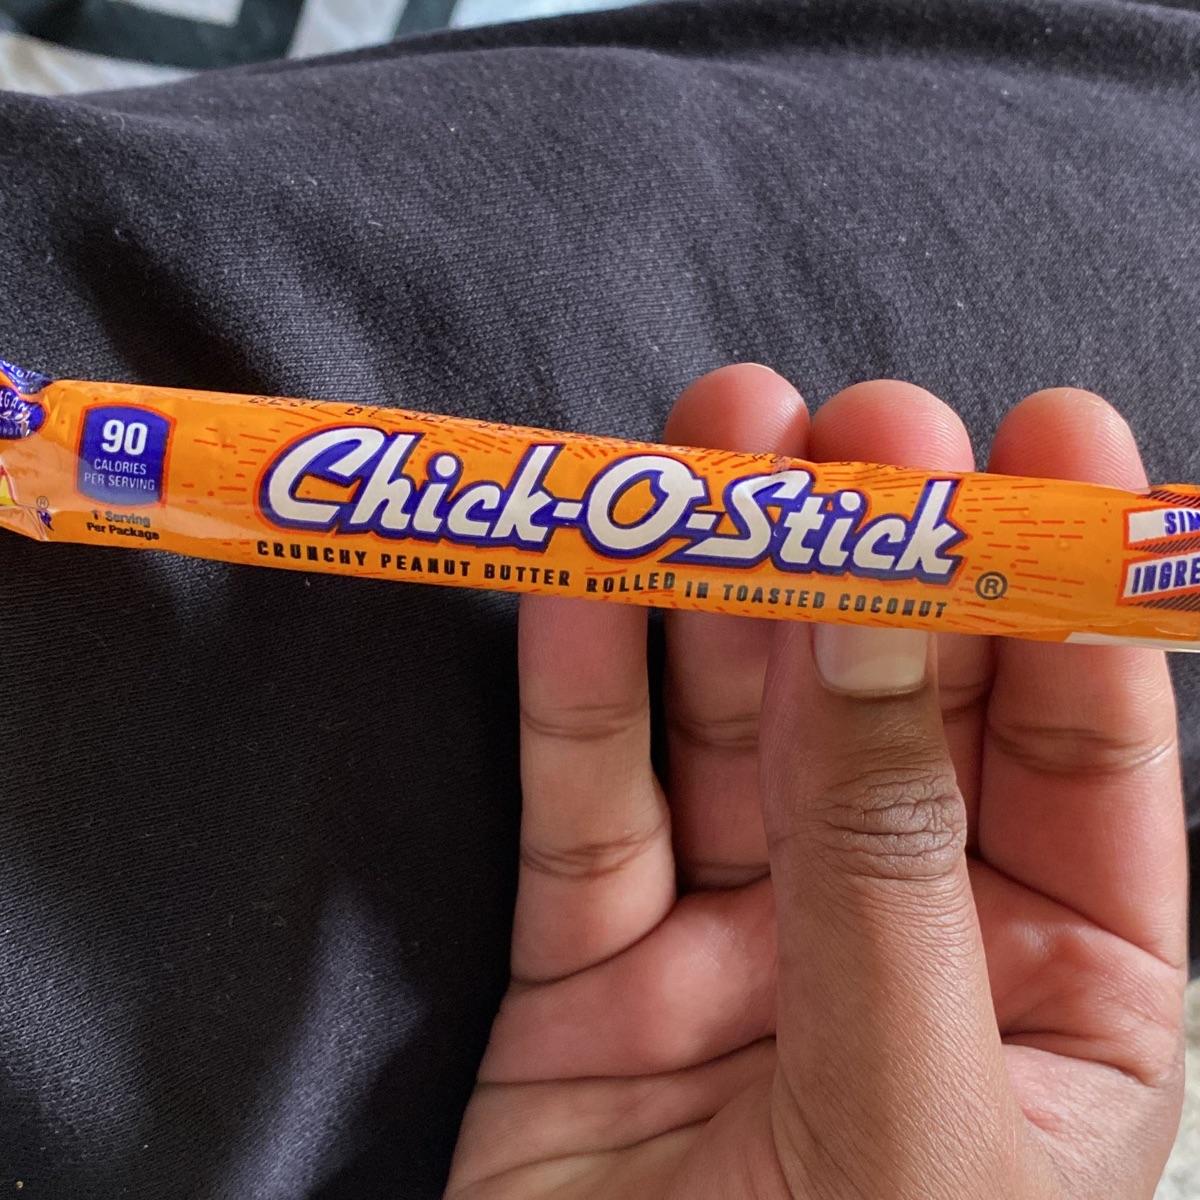 90
CALORIES
PER SERVING
1 Serving
Per Package
Chick-O-Stick
®
CRUNCHY PEANUT BUTTER ROLLED IN TOASTED COCONUT
®